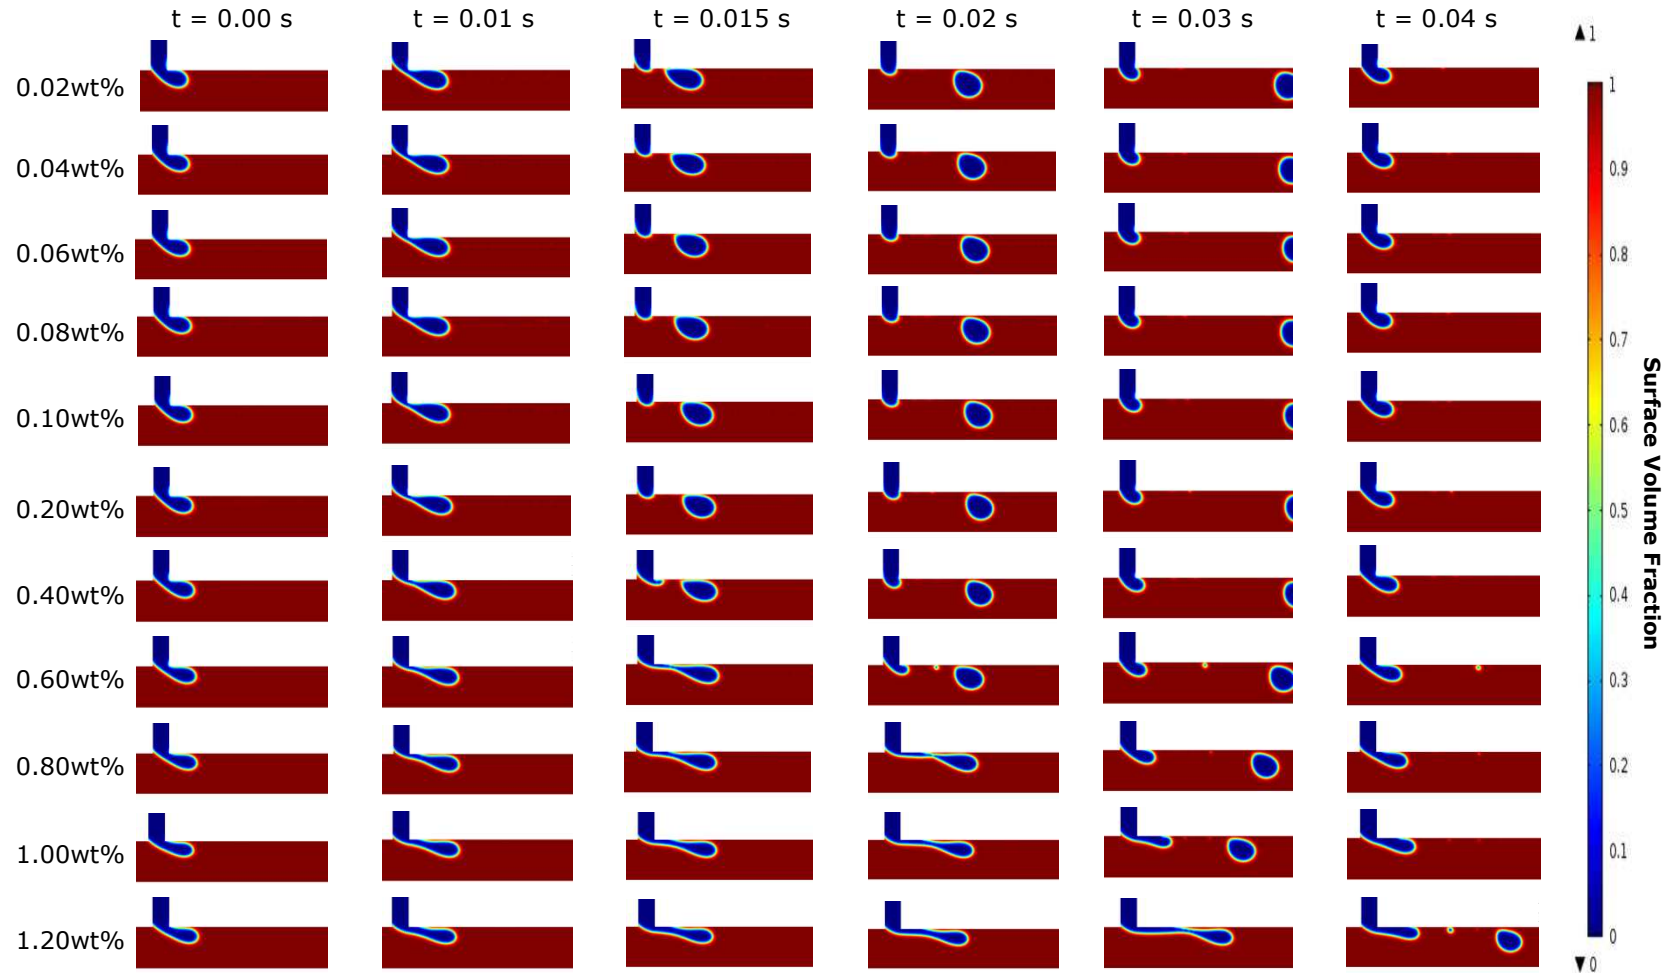 t = 0.00 s t = 0.01 s t = 0.015 s t = 0.02 s t = 0.03 s t = 0.04 s
▲1
0.02wt%
1
0.04wt%
0.9
0.06wt%
0.8
0.08wt%
0.7
0.10wt%
0.6
0.20wt%
0.5
0.40wt%
0.4
0.60wt%
0.3
0.80wt%
0.2
1.00wt%
0.1
1.20wt%
0
▼0
Surface Volume Fraction